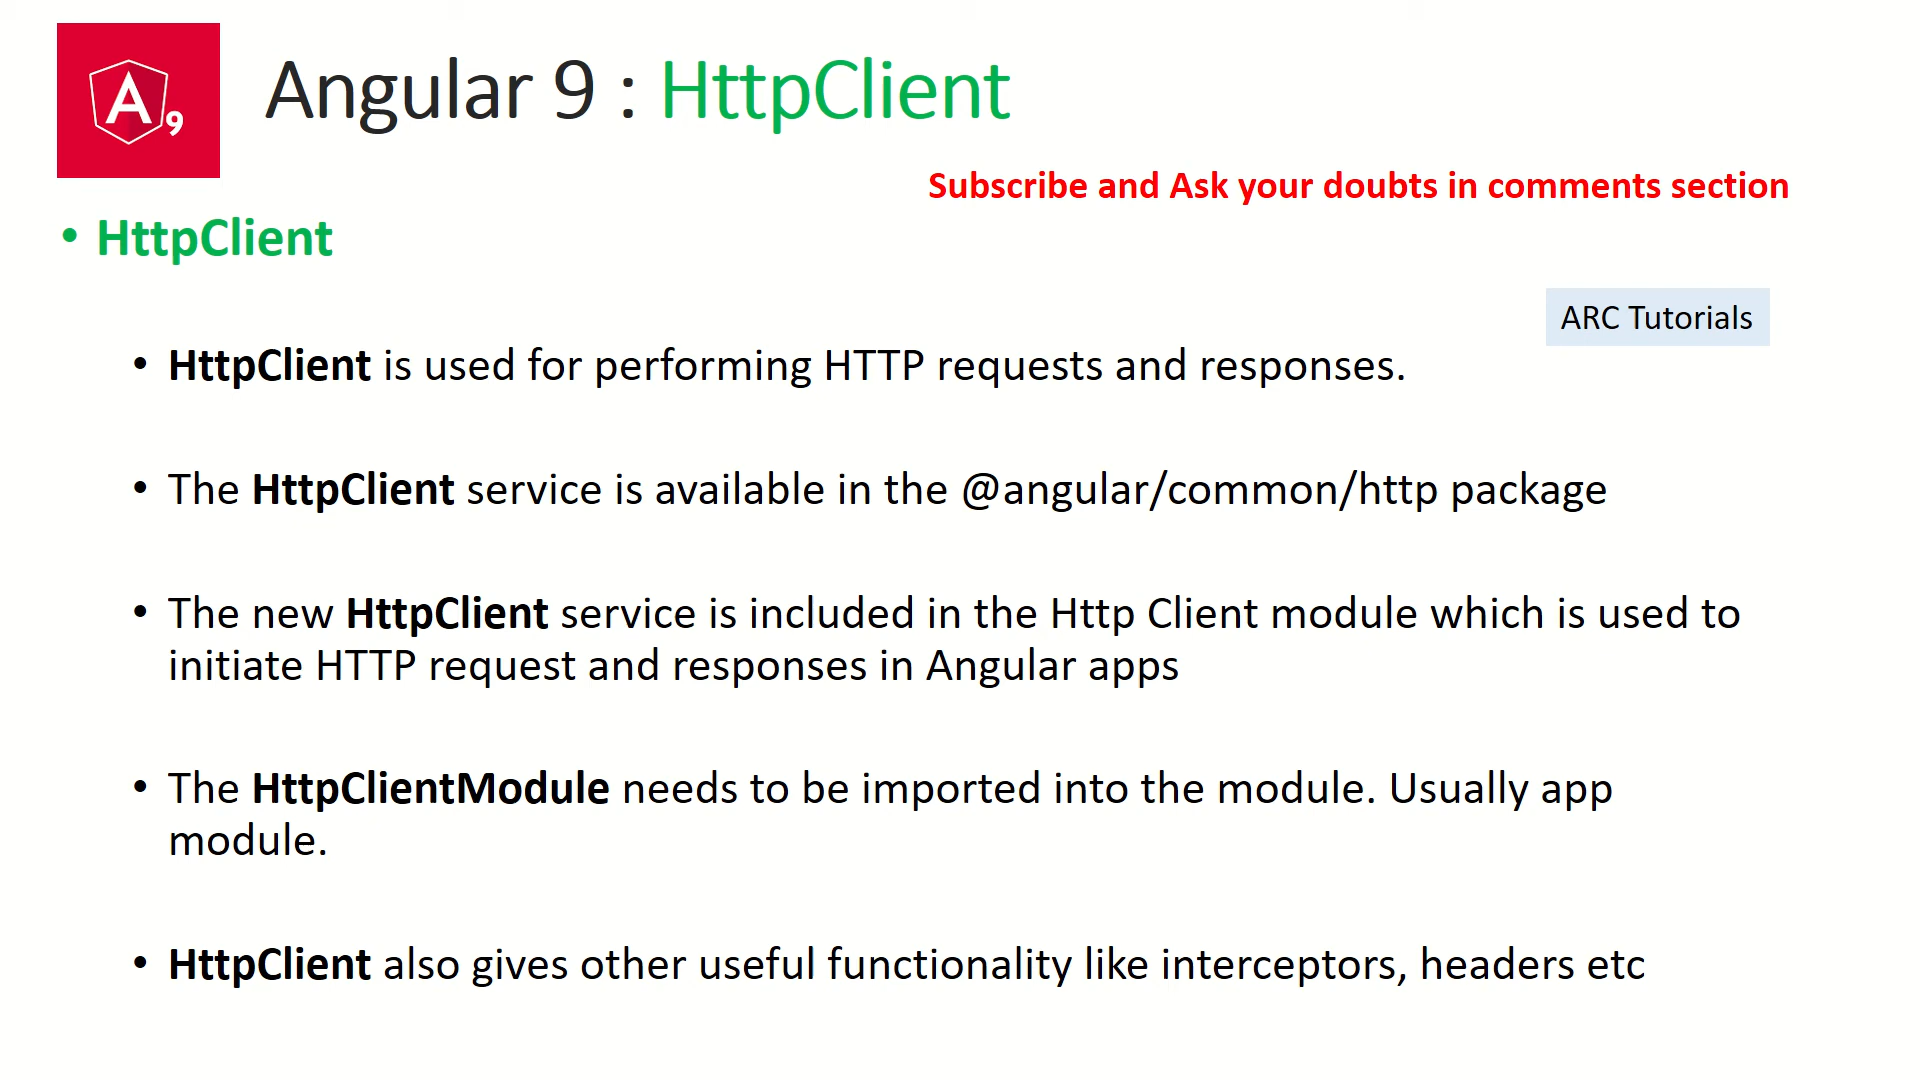 A9
Angular 9 : HttpClient
Subscribe and Ask your doubts in comments section
• HttpClient
ARC Tutorials
• HttpClient is used for performing HTTP requests and responses.
• The HttpClient service is available in the @angular/common/http package
• The new HttpClient service is included in the Http Client module which is used to
initiate HTTP request and responses in Angular apps
• The HttpClientModule needs to be imported into the module. Usually app
module.
• HttpClient also gives other useful functionality like interceptors, headers etc